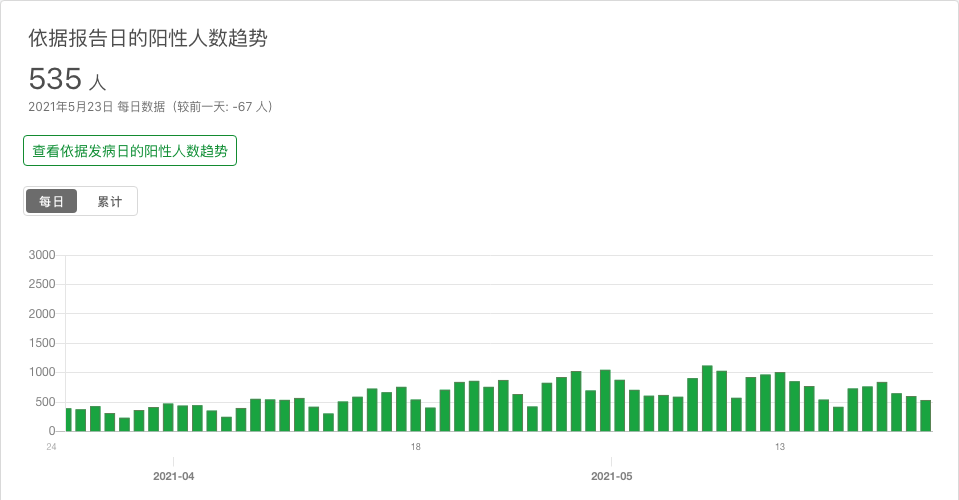 依据报告日的阳性人数趋势
535 人
2021年5月23日 每日数据（较前一天: -67 人）
查看依据发病日的阳性人数趋势
每日 累计
3000
2500
2000
1500
1000
500
0
24 18 13
2021-04 2021-05